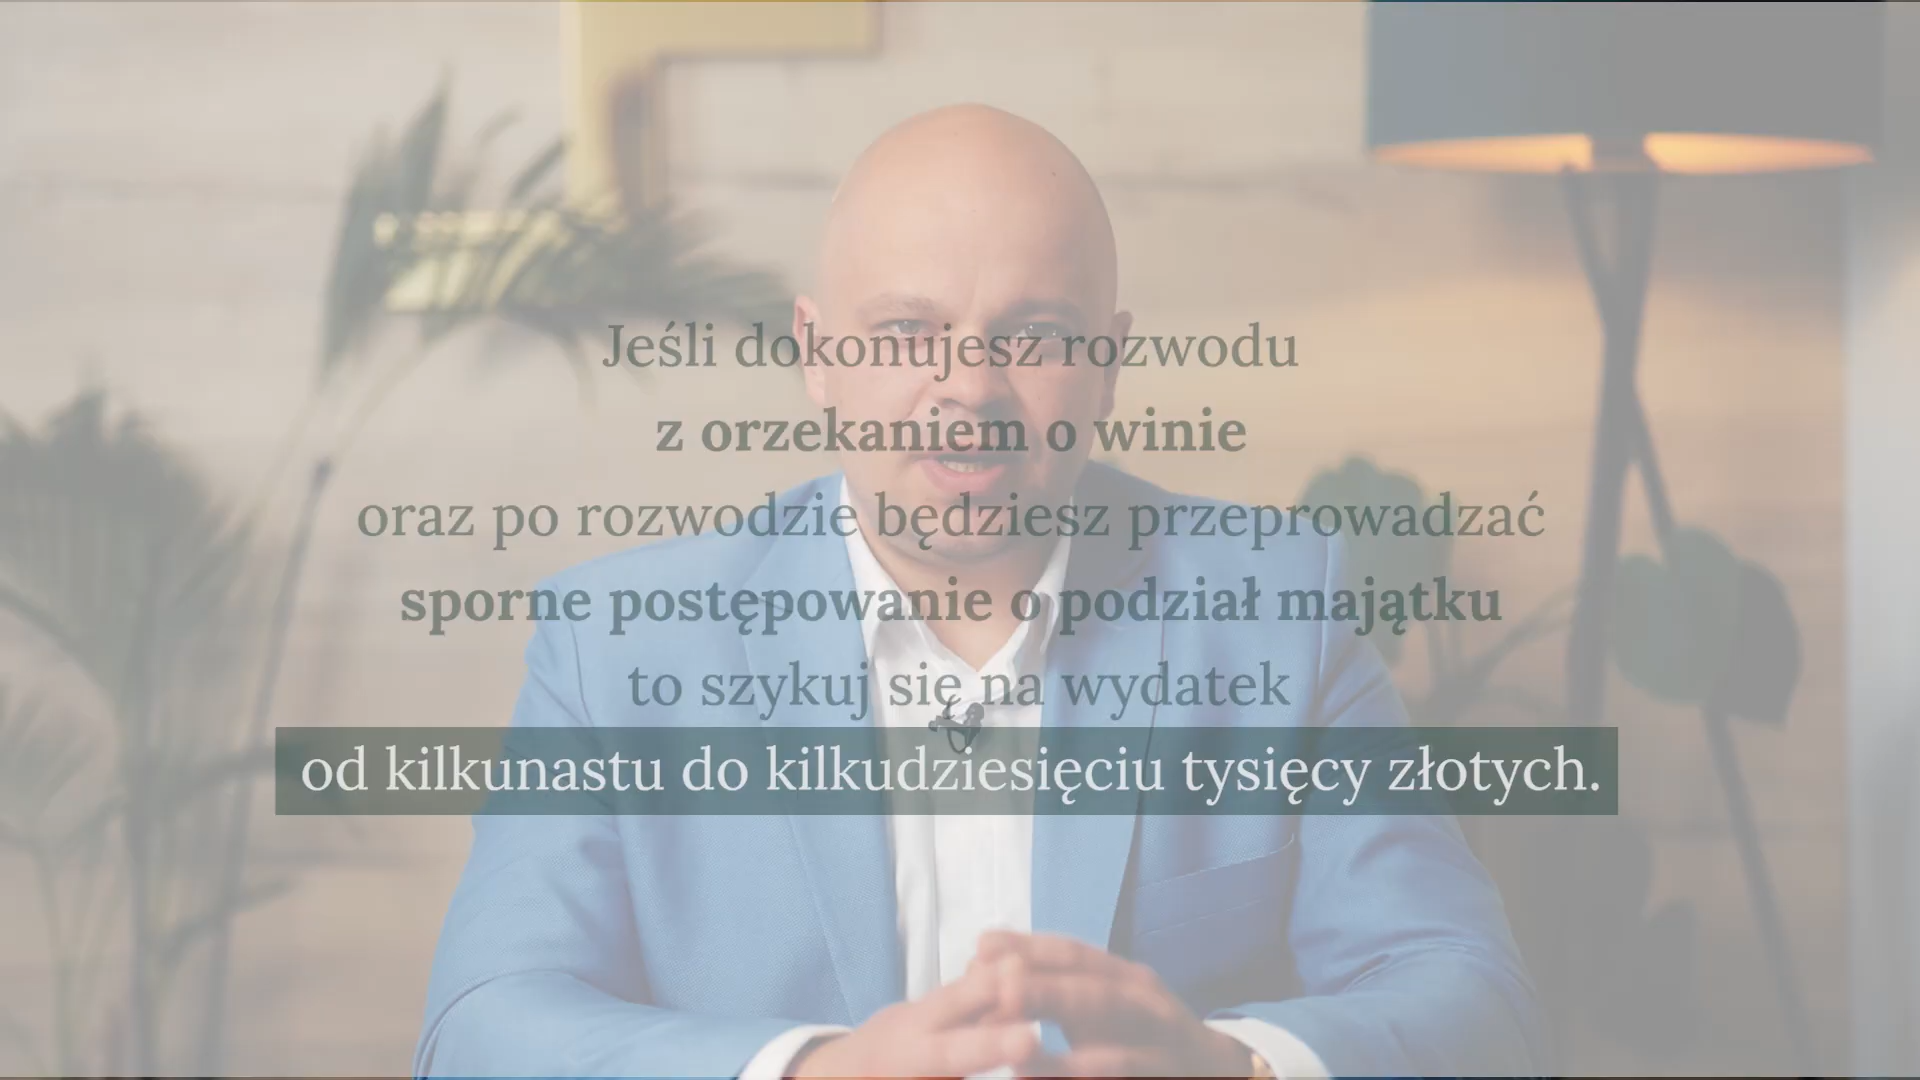 Jeśli dokonujesz rozwodu
z orzekaniem o winie
oraz po rozwodzie będziesz przeprowadzać
sporne postępowanie o podział majątku
to szykuj się na wydatek
od kilkunastu do kilkudziesięciu tysięcy złotych.